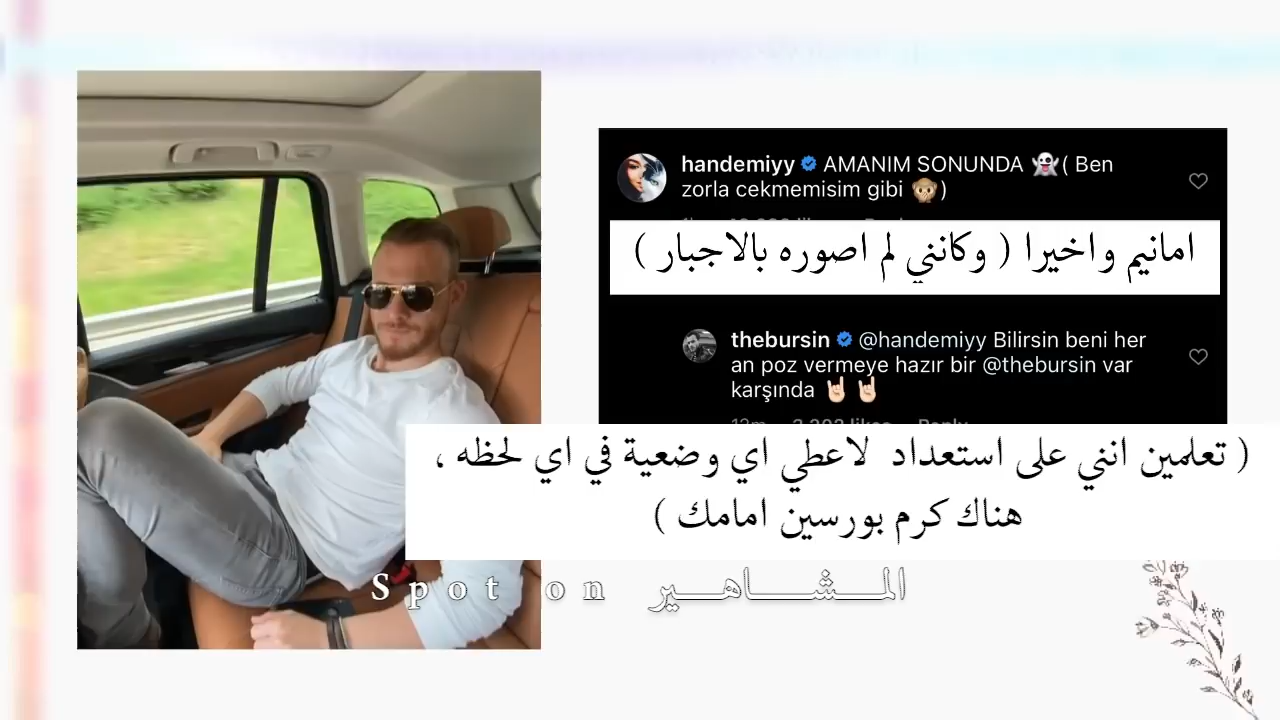 handemiyy AMANIM SONUNDA 👻( Ben
zorla cekmemisim gibi 🙊)
امانيم واخيرا ( وكانني لم اصوره بالاجبار )
thebursin @handemiyy Bilirsin beni her
an poz vermeye hazır bir @thebursin var
karşında 🤘🏻 🤘🏻
Reply
( تعلمين انني على استعداد لاعطي اي وضعية في اي لحظه ،
هناك كرم بورسين امامك )
Spot on المــشــاهــير